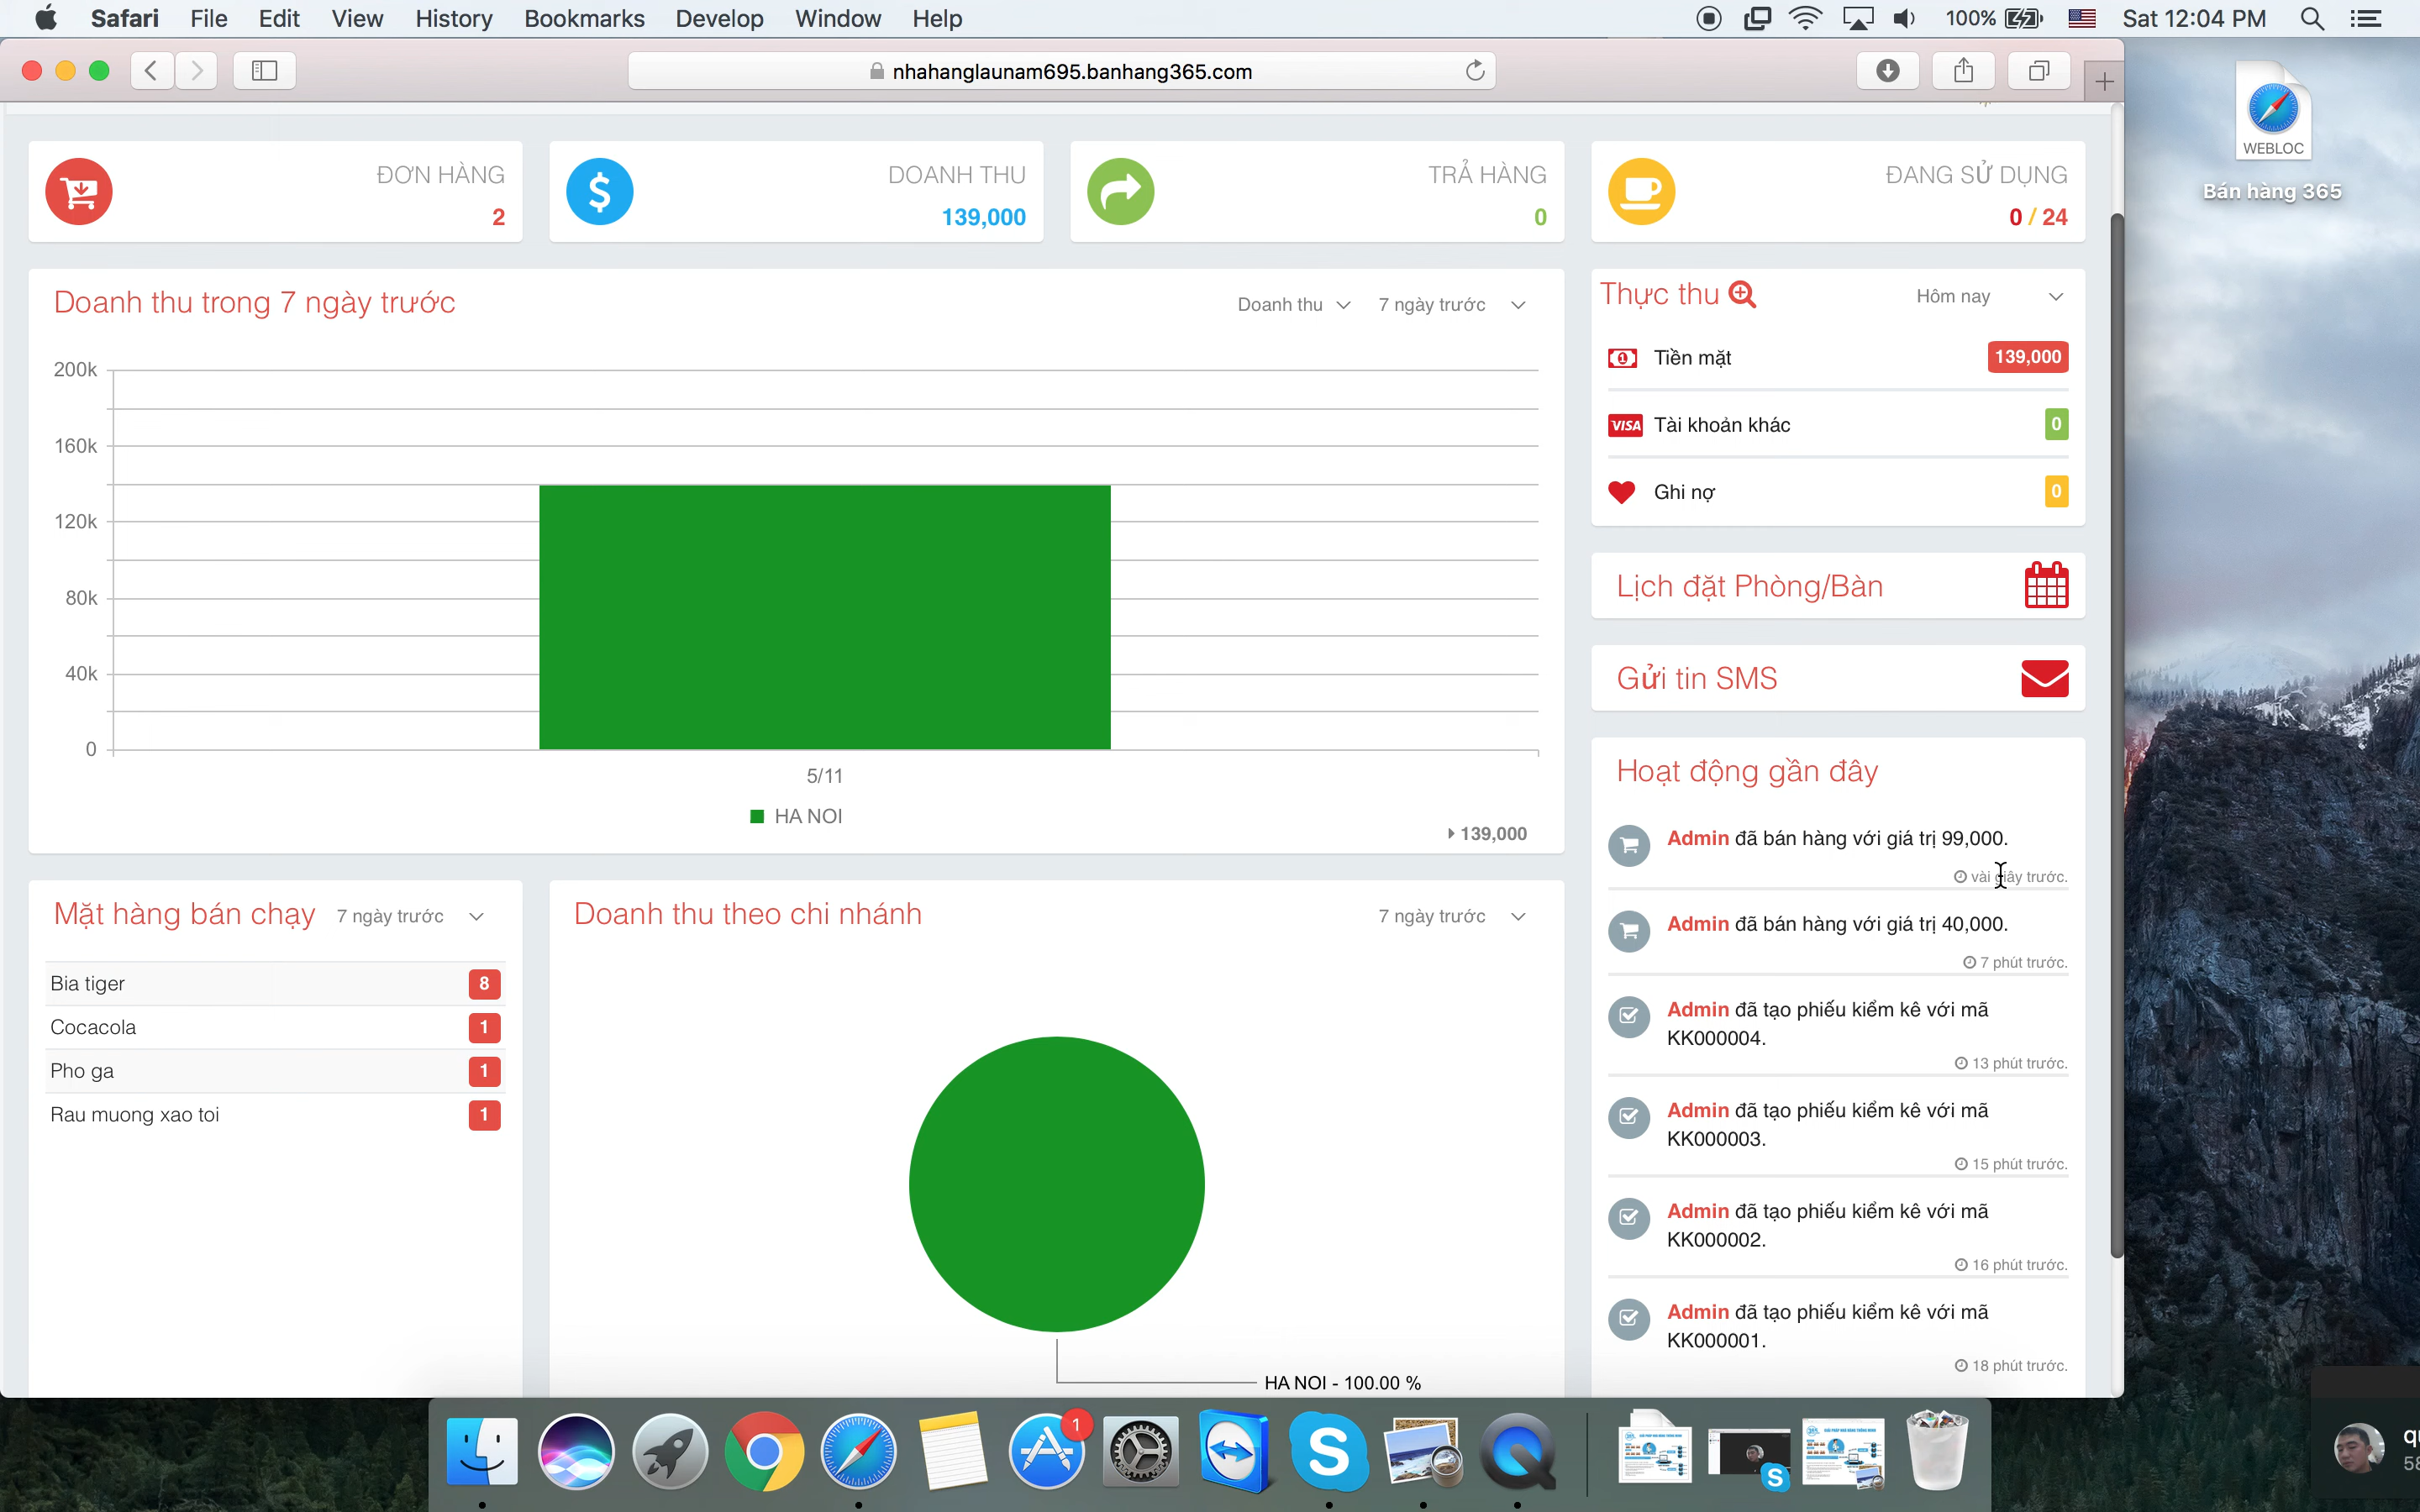 Safari File Edit View History Bookmarks Develop Window Help 100% Sat 12:04 PM
nhahanglaunam695.banhang365.com
WEBLOC
Bán hàng 365
ĐƠN HÀNG
2
DOANH THU
139,000
TRẢ HÀNG
0
ĐANG SỬ DỤNG
0 / 24
Doanh thu trong 7 ngày trước
Doanh thu 7 ngày trước
200k
160k
120k
80k
40k
0
5/11
HA NOI
139,000
Thực thu Hôm nay
Tiền mặt 139,000
VISA Tài khoản khác 0
Ghi nợ 0
Lịch đặt Phòng/Bàn
Gửi tin SMS
Hoạt động gần đây
Admin đã bán hàng với giá trị 99,000.
vài giây trước.
Admin đã bán hàng với giá trị 40,000.
7 phút trước.
Admin đã tạo phiếu kiểm kê với mã
KK000004.
13 phút trước.
Admin đã tạo phiếu kiểm kê với mã
KK000003.
15 phút trước.
Admin đã tạo phiếu kiểm kê với mã
KK000002.
16 phút trước.
Admin đã tạo phiếu kiểm kê với mã
KK000001.
18 phút trước.
Mặt hàng bán chạy 7 ngày trước
Bia tiger 8
Cocacola 1
Pho ga 1
Rau muong xao toi 1
Doanh thu theo chi nhánh 7 ngày trước
HA NOI - 100.00 %
1